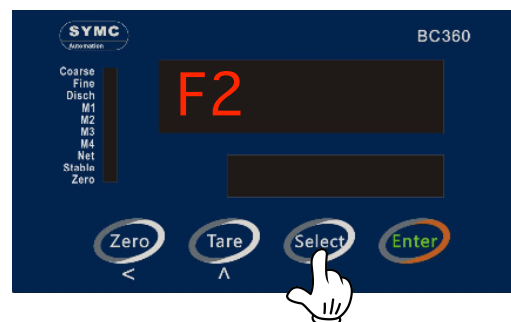 SYMC
Automation
BC360
Coarse
Fine
Disch
M1
M2
M3
M4
Net
Stable
Zero
F2
Zero
Tare
Select
Enter
<
^